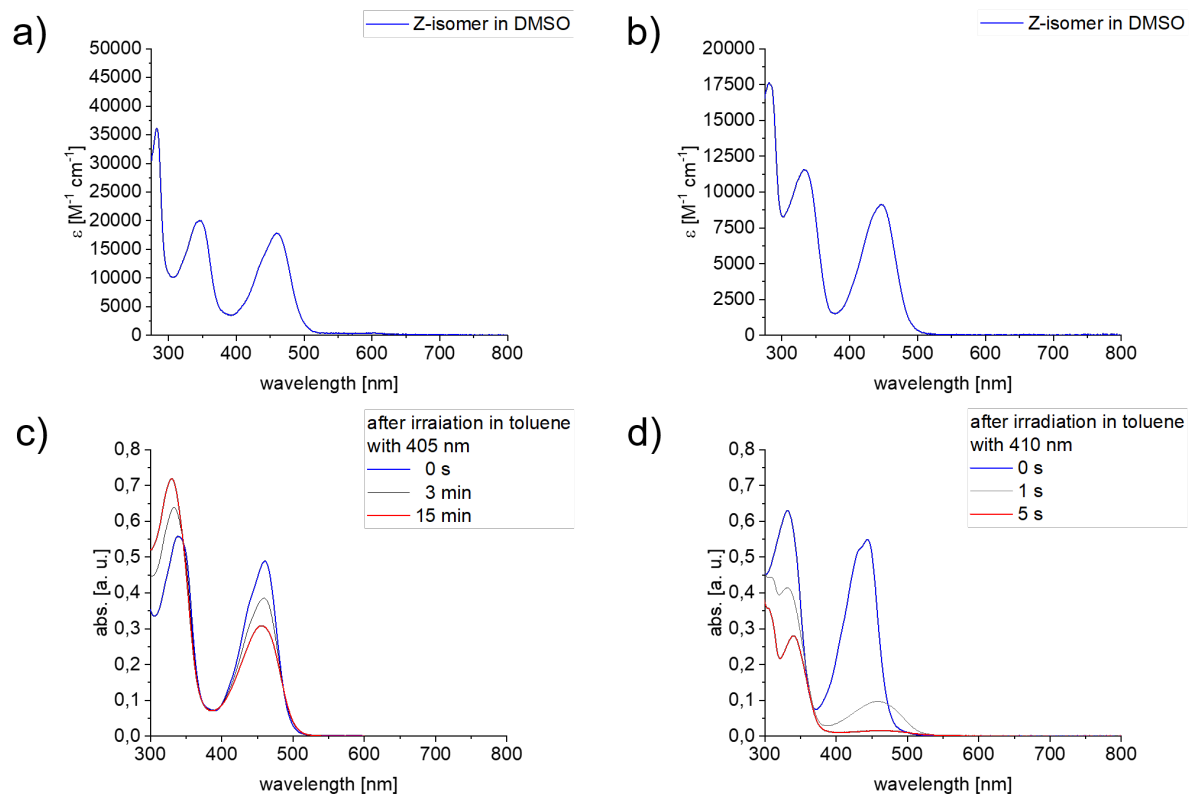 a)
Z-isomer in DMSO
50000
45000
40000
35000
30000
25000
20000
15000
10000
5000
0
ε [M-1 cm-1]
300 400 500 600 700 800
wavelength [nm]
b)
Z-isomer in DMSO
20000
17500
15000
12500
10000
7500
5000
2500
0
ε [M-1 cm-1]
300 400 500 600 700 800
wavelength [nm]
c)
after irraiation in toluene
with 405 nm
0 s
3 min
15 min
0,8
0,7
0,6
0,5
0,4
0,3
0,2
0,1
0,0
abs. [a. u.]
300 400 500 600 700 800
wavelength [nm]
d)
after irradiation in toluene
with 410 nm
0 s
1 s
5 s
0,8
0,7
0,6
0,5
0,4
0,3
0,2
0,1
0,0
abs. [a. u.]
300 400 500 600 700 800
wavelength [nm]